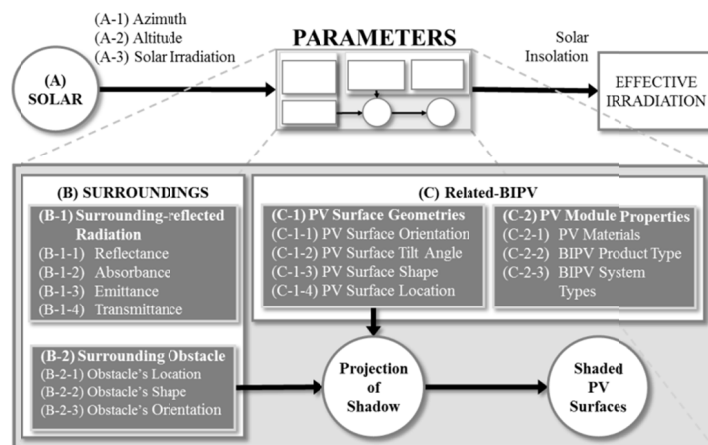 (A-1) Azimuth
(A-2) Altitude
(A-3) Solar Irradiation
(A)
SOLAR
PARAMETERS
Solar
Insolation
EFFECTIVE
IRRADIATION
(B) SURROUNDINGS
(B-1) Surrounding-reflected
Radiation
(B-1-1) Reflectance
(B-1-2) Absorbance
(B-1-3) Emittance
(B-1-4) Transmittance
(B-2) Surrounding Obstacle
(B-2-1) Obstacle's Location
(B-2-2) Obstacle's Shape
(B-2-3) Obstacle's Orientation
(C) Related-BIPV
(C-1) PV Surface Geometries
(C-1-1) PV Surface Orientation
(C-1-2) PV Surface Tilt Angle
(C-1-3) PV Surface Shape
(C-1-4) PV Surface Location
(C-2) PV Module Properties
(C-2-1) PV Materials
(C-2-2) BIPV Product Type
(C-2-3) BIPV System
Types
Projection
of
Shadow
Shaded
PV
Surfaces